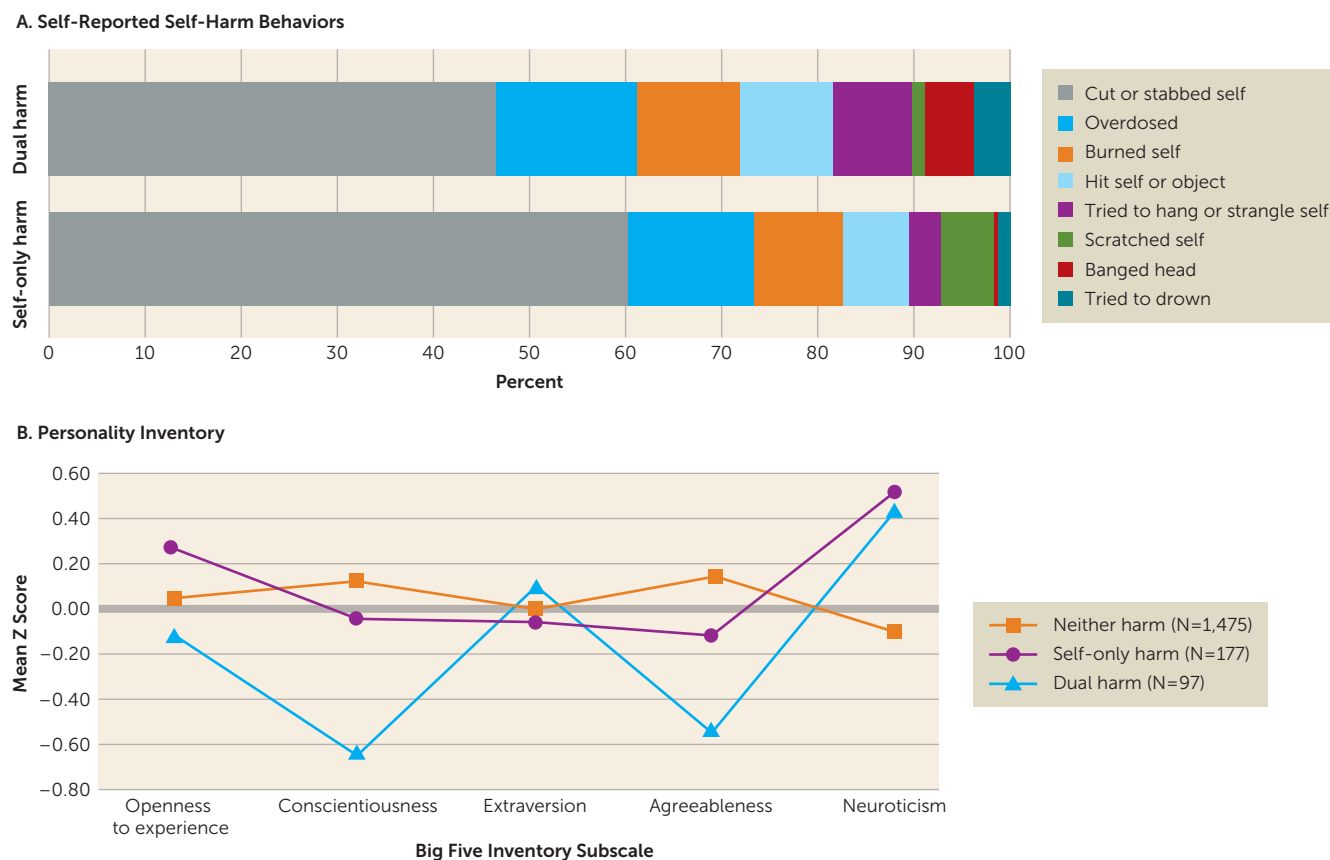 A. Self-Reported Self-Harm Behaviors
Dual harm
Self-only harm
0 10 20 30 40 50 60 70 80 90 100
Percent
Cut or stabbed self
Overdosed
Burned self
Hit self or object
Tried to hang or strangle self
Scratched self
Banged head
Tried to drown
B. Personality Inventory
Mean Z Score
0.60
0.40
0.20
0.00
–0.20
–0.40
–0.60
–0.80
Openness
to experience
Conscientiousness
Extraversion
Agreeableness
Neuroticism
Big Five Inventory Subscale
Neither harm (N=1,475)
Self-only harm (N=177)
Dual harm (N=97)